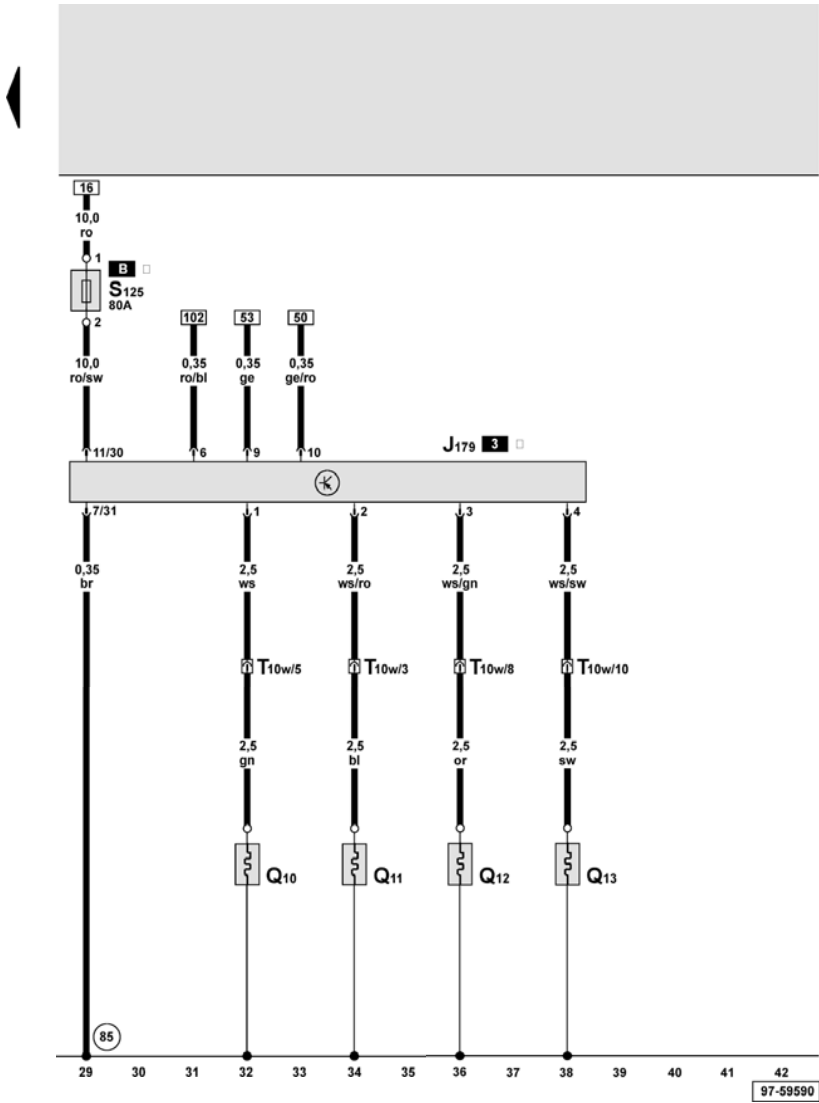 16
10,0
ro
1
B
S125
80A
2
102 53 50
10,0 0,35 0,35 0,35
ro/sw ro/bl ge ge/ro
J179 3
11/30 6 9 10
7/31 1 2 3 4
0,35 2,5 2,5 2,5 2,5
br ws ws/ro ws/gn ws/sw
T10w/5 T10w/3 T10w/8 T10w/10
2,5 2,5 2,5 2,5
gn bl or sw
Q10 Q11 Q12 Q13
85
29 30 31 32 33 34 35 36 37 38 39 40 41 42
97-59590